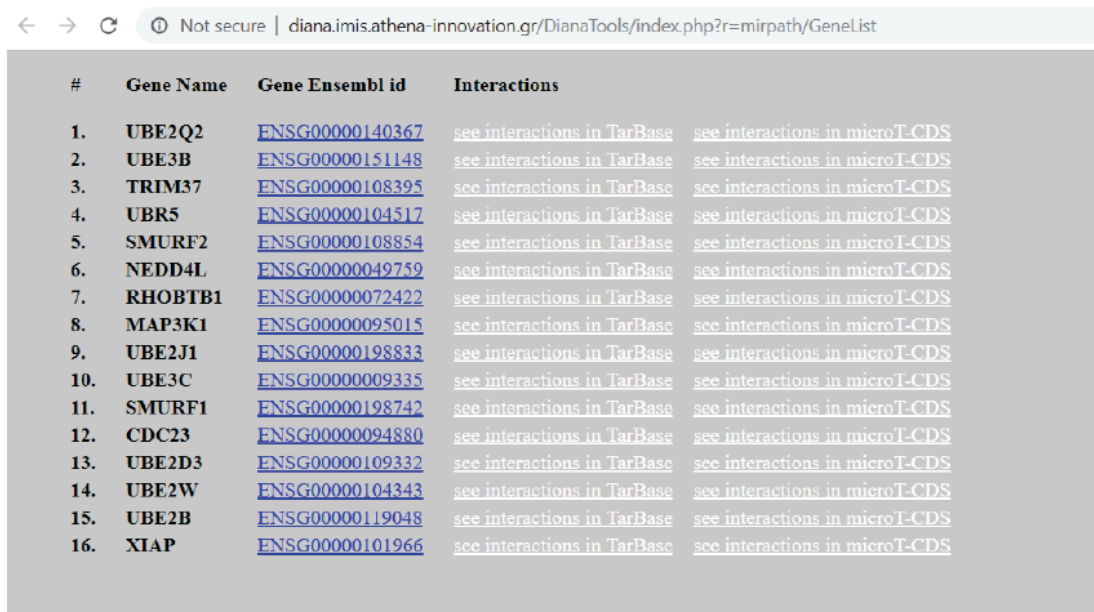 Not secure | diana.imis.athena-innovation.gr/DianaTools/index.php?r=mirpath/GeneList
# Gene Name Gene Ensembl id Interactions
1. UBE2Q2 ENSG00000140367 see interactions in TarBase see interactions in microT-CDS
2. UBE3B ENSG00000151148 see interactions in TarBase see interactions in microT-CDS
3. TRIM37 ENSG00000108395 see interactions in TarBase see interactions in microT-CDS
4. UBR5 ENSG00000104517 see interactions in TarBase see interactions in microT-CDS
5. SMURF2 ENSG00000108854 see interactions in TarBase see interactions in microT-CDS
6. NEDD4L ENSG00000049759 see interactions in TarBase see interactions in microT-CDS
7. RHOBTB1 ENSG00000072422 see interactions in TarBase see interactions in microT-CDS
8. MAP3K1 ENSG00000095015 see interactions in TarBase see interactions in microT-CDS
9. UBE2J1 ENSG00000198833 see interactions in TarBase see interactions in microT-CDS
10. UBE3C ENSG00000009335 see interactions in TarBase see interactions in microT-CDS
11. SMURF1 ENSG00000198742 see interactions in TarBase see interactions in microT-CDS
12. CDC23 ENSG00000094880 see interactions in TarBase see interactions in microT-CDS
13. UBE2D3 ENSG00000109332 see interactions in TarBase see interactions in microT-CDS
14. UBE2W ENSG00000104343 see interactions in TarBase see interactions in microT-CDS
15. UBE2B ENSG00000119048 see interactions in TarBase see interactions in microT-CDS
16. XIAP ENSG00000101966 see interactions in TarBase see interactions in microT-CDS